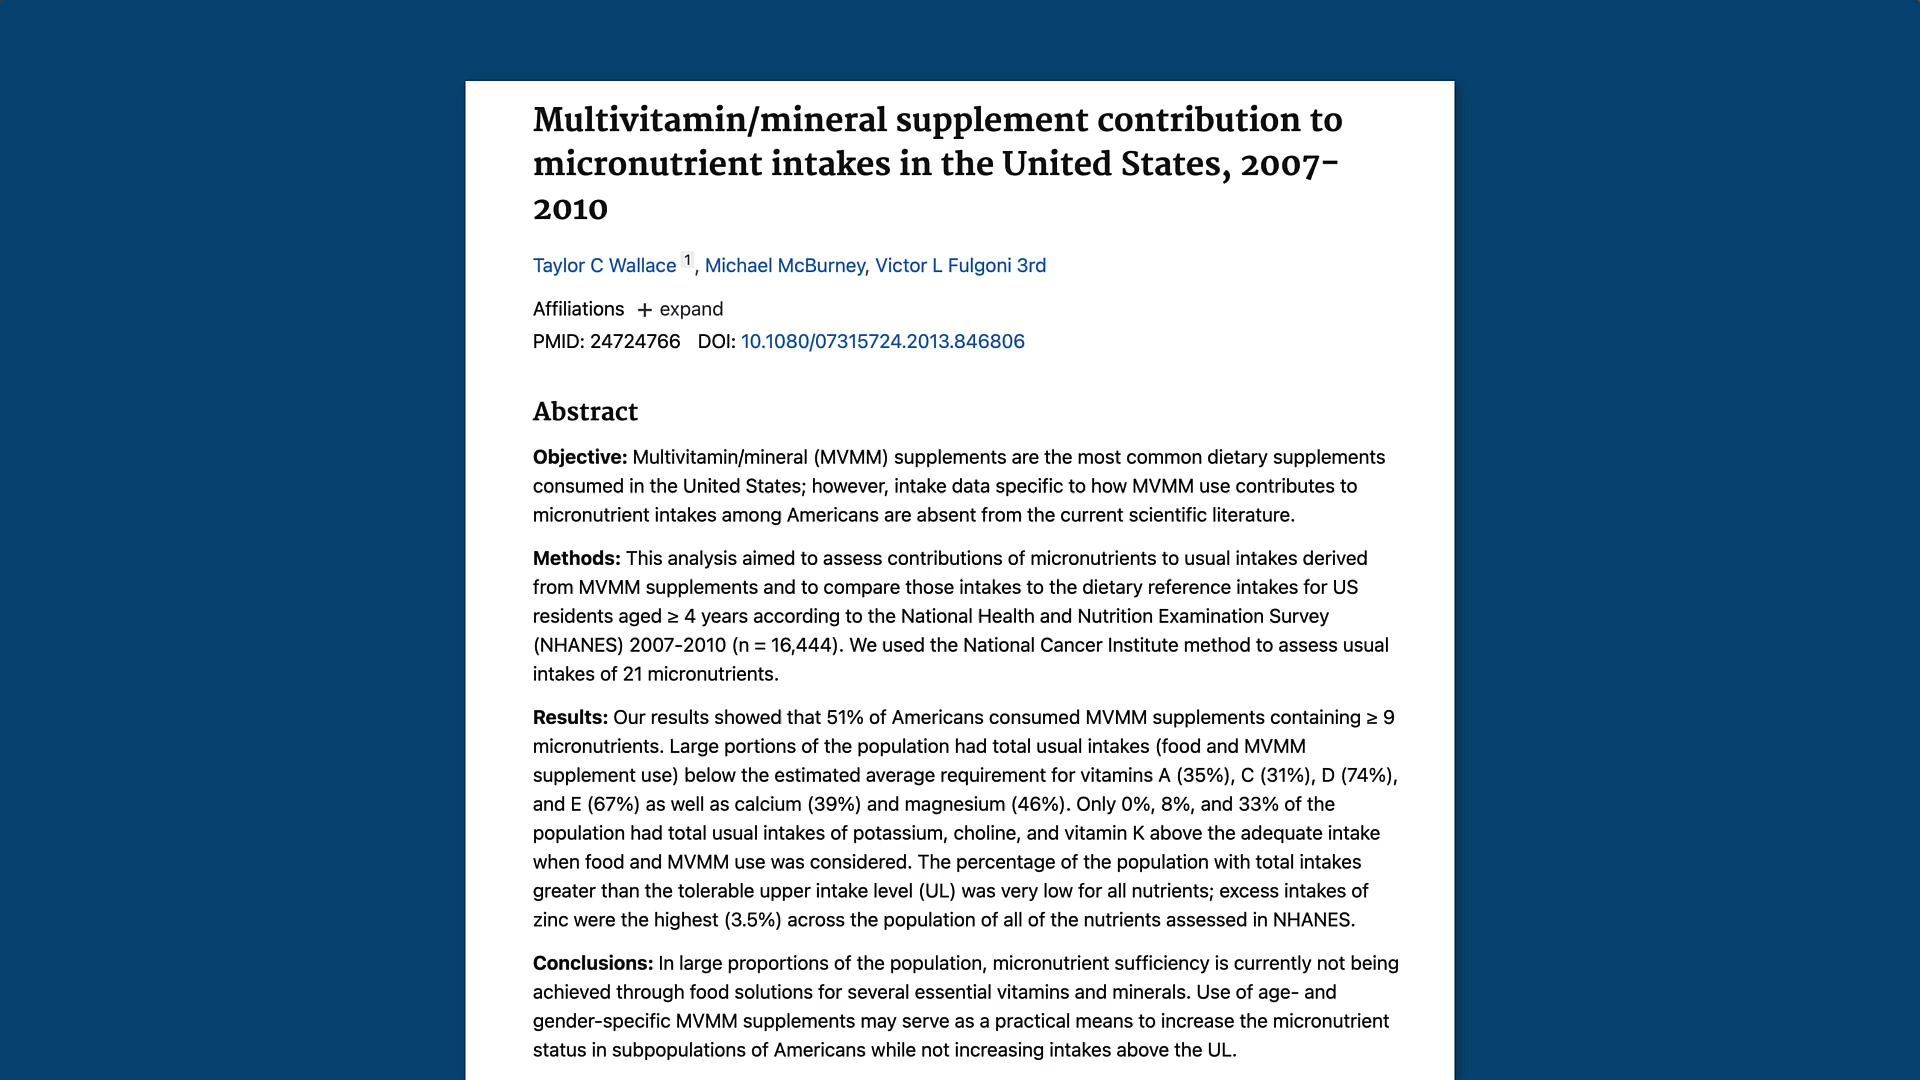 Multivitamin/mineral supplement contribution to
micronutrient intakes in the United States, 2007-
2010
Taylor C Wallace 1, Michael McBurney, Victor L Fulgoni 3rd
Affiliations + expand
PMID: 24724766 DOI: 10.1080/07315724.2013.846806
Abstract
Objective: Multivitamin/mineral (MVMM) supplements are the most common dietary supplements
consumed in the United States; however, intake data specific to how MVMM use contributes to
micronutrient intakes among Americans are absent from the current scientific literature.
Methods: This analysis aimed to assess contributions of micronutrients to usual intakes derived
from MVMM supplements and to compare those intakes to the dietary reference intakes for US
residents aged ≥ 4 years according to the National Health and Nutrition Examination Survey
(NHANES) 2007-2010 (n = 16,444). We used the National Cancer Institute method to assess usual
intakes of 21 micronutrients.
Results: Our results showed that 51% of Americans consumed MVMM supplements containing ≥ 9
micronutrients. Large portions of the population had total usual intakes (food and MVMM
supplement use) below the estimated average requirement for vitamins A (35%), C (31%), D (74%),
and E (67%) as well as calcium (39%) and magnesium (46%). Only 0%, 8%, and 33% of the
population had total usual intakes of potassium, choline, and vitamin K above the adequate intake
when food and MVMM use was considered. The percentage of the population with total intakes
greater than the tolerable upper intake level (UL) was very low for all nutrients; excess intakes of
zinc were the highest (3.5%) across the population of all of the nutrients assessed in NHANES.
Conclusions: In large proportions of the population, micronutrient sufficiency is currently not being
achieved through food solutions for several essential vitamins and minerals. Use of age- and
gender-specific MVMM supplements may serve as a practical means to increase the micronutrient
status in subpopulations of Americans while not increasing intakes above the UL.